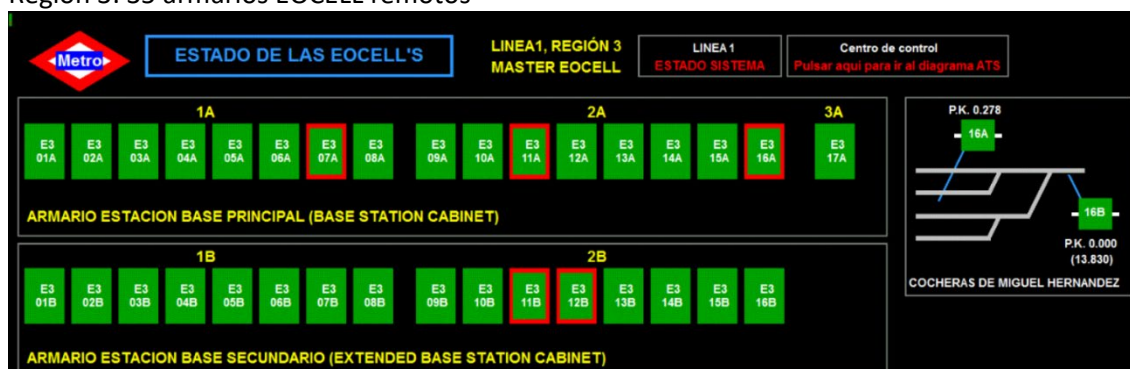 Región 3: 33 armarios EOCELL remotos
Metro
ESTADO DE LAS EOCELL'S
LINEA1, REGIÓN 3
MASTER EOCELL
LINEA 1
ESTADO SISTEMA
Centro de control
Pulsar aqui para ir al diagrama ATS
1A 2A 3A
E3 E3 E3 E3 E3 E3 E3 E3 E3 E3 E3 E3 E3 E3 E3 E3 E3
01A 02A 03A 04A 05A 06A 07A 08A 09A 10A 11A 12A 13A 14A 15A 16A 17A
ARMARIO ESTACION BASE PRINCIPAL (BASE STATION CABINET)
1B 2B
E3 E3 E3 E3 E3 E3 E3 E3 E3 E3 E3 E3 E3 E3 E3 E3
01B 02B 03B 04B 05B 06B 07B 08B 09B 10B 11B 12B 13B 14B 15B 16B
ARMARIO ESTACION BASE SECUNDARIO (EXTENDED BASE STATION CABINET)
P.K. 0.278
16A
16B
P.K. 0.000
(13.830)
COCHERAS DE MIGUEL HERNANDEZ